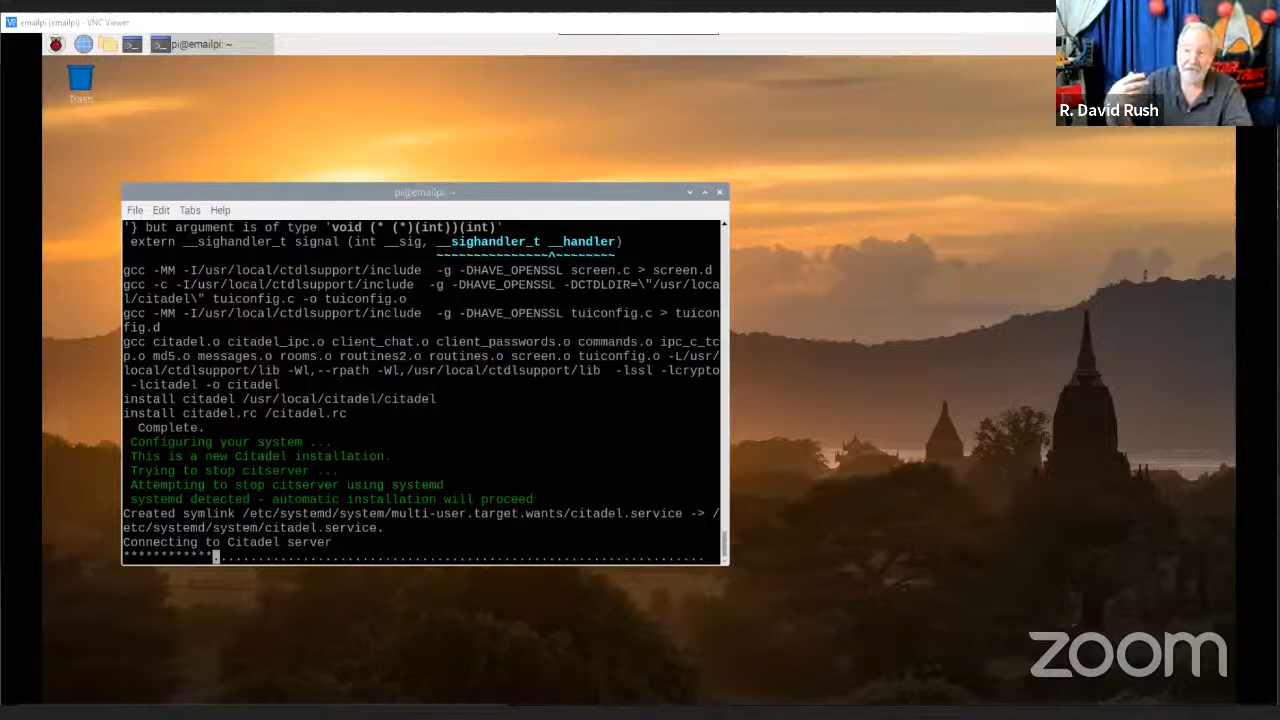 emailpi (emailpi) - VNC Viewer
pi@emailpi: ~
Trash
STAR TREK
R. David Rush
pi@emailpi: ~
File Edit Tabs Help
'} but argument is of type 'void (* (*)(int))(int)'
extern __sighandler_t signal (int __sig, __sighandler_t __handler)
~~~~~~~~~~~~~~~^~~~~~~~~
gcc -MM -I/usr/local/ctdlsupport/include -g -DHAVE_OPENSSL screen.c > screen.d
gcc -c -I/usr/local/ctdlsupport/include -g -DHAVE_OPENSSL -DCTDLDIR=\"/usr/loca
l/citadel\" tuiconfig.c -o tuiconfig.o
gcc -MM -I/usr/local/ctdlsupport/include -g -DHAVE_OPENSSL tuiconfig.c > tuicon
fig.d
gcc citadel.o citadel_ipc.o client_chat.o client_passwords.o commands.o ipc_c_tc
p.o md5.o messages.o rooms.o routines2.o routines.o screen.o tuiconfig.o -L/usr/
local/ctdlsupport/lib -Wl,--rpath -Wl,/usr/local/ctdlsupport/lib -lssl -lcrypto
-lcitadel -o citadel
install citadel /usr/local/citadel/citadel
install citadel.rc /citadel.rc
Complete.
Configuring your system ...
This is a new Citadel installation.
Trying to stop citserver ...
Attempting to stop citserver using systemd
systemd detected - automatic installation will proceed
Created symlink /etc/systemd/system/multi-user.target.wants/citadel.service -> /
etc/systemd/system/citadel.service.
Connecting to Citadel server
************...............................................................
zoom